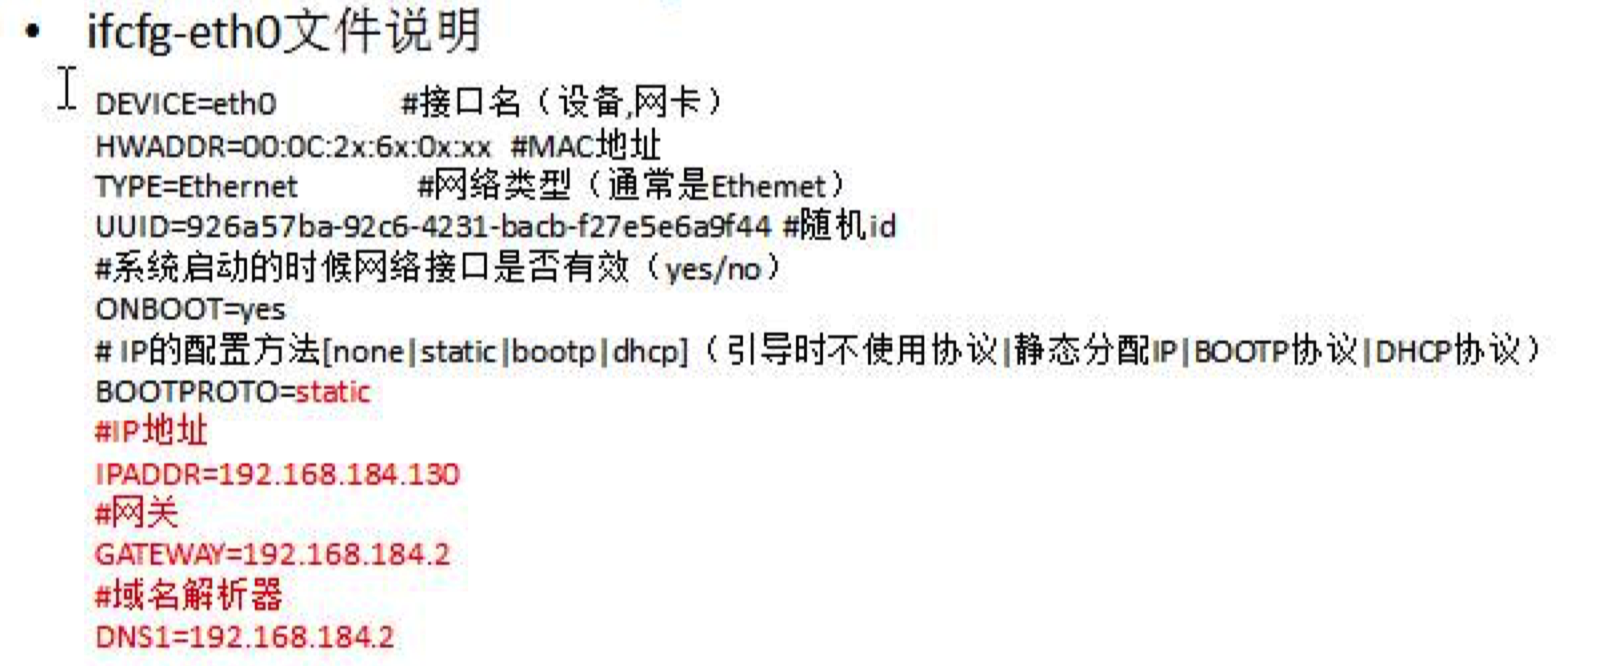 • ifcfg-eth0文件说明
DEVICE=eth0 #接口名（设备,网卡）
HWADDR=00:0C:2x:6x:0x:xx #MAC地址
TYPE=Ethernet #网络类型（通常是Ethemet）
UUID=926a57ba-92c6-4231-bacb-f27e5e6a9f44 #随机id
#系统启动的时候网络接口是否有效（yes/no）
ONBOOT=yes
# IP的配置方法[none|static|bootp|dhcp]（引导时不使用协议|静态分配IP|BOOTP协议|DHCP协议）
BOOTPROTO=static
#IP地址
IPADDR=192.168.184.130
#网关
GATEWAY=192.168.184.2
#域名解析器
DNS1=192.168.184.2